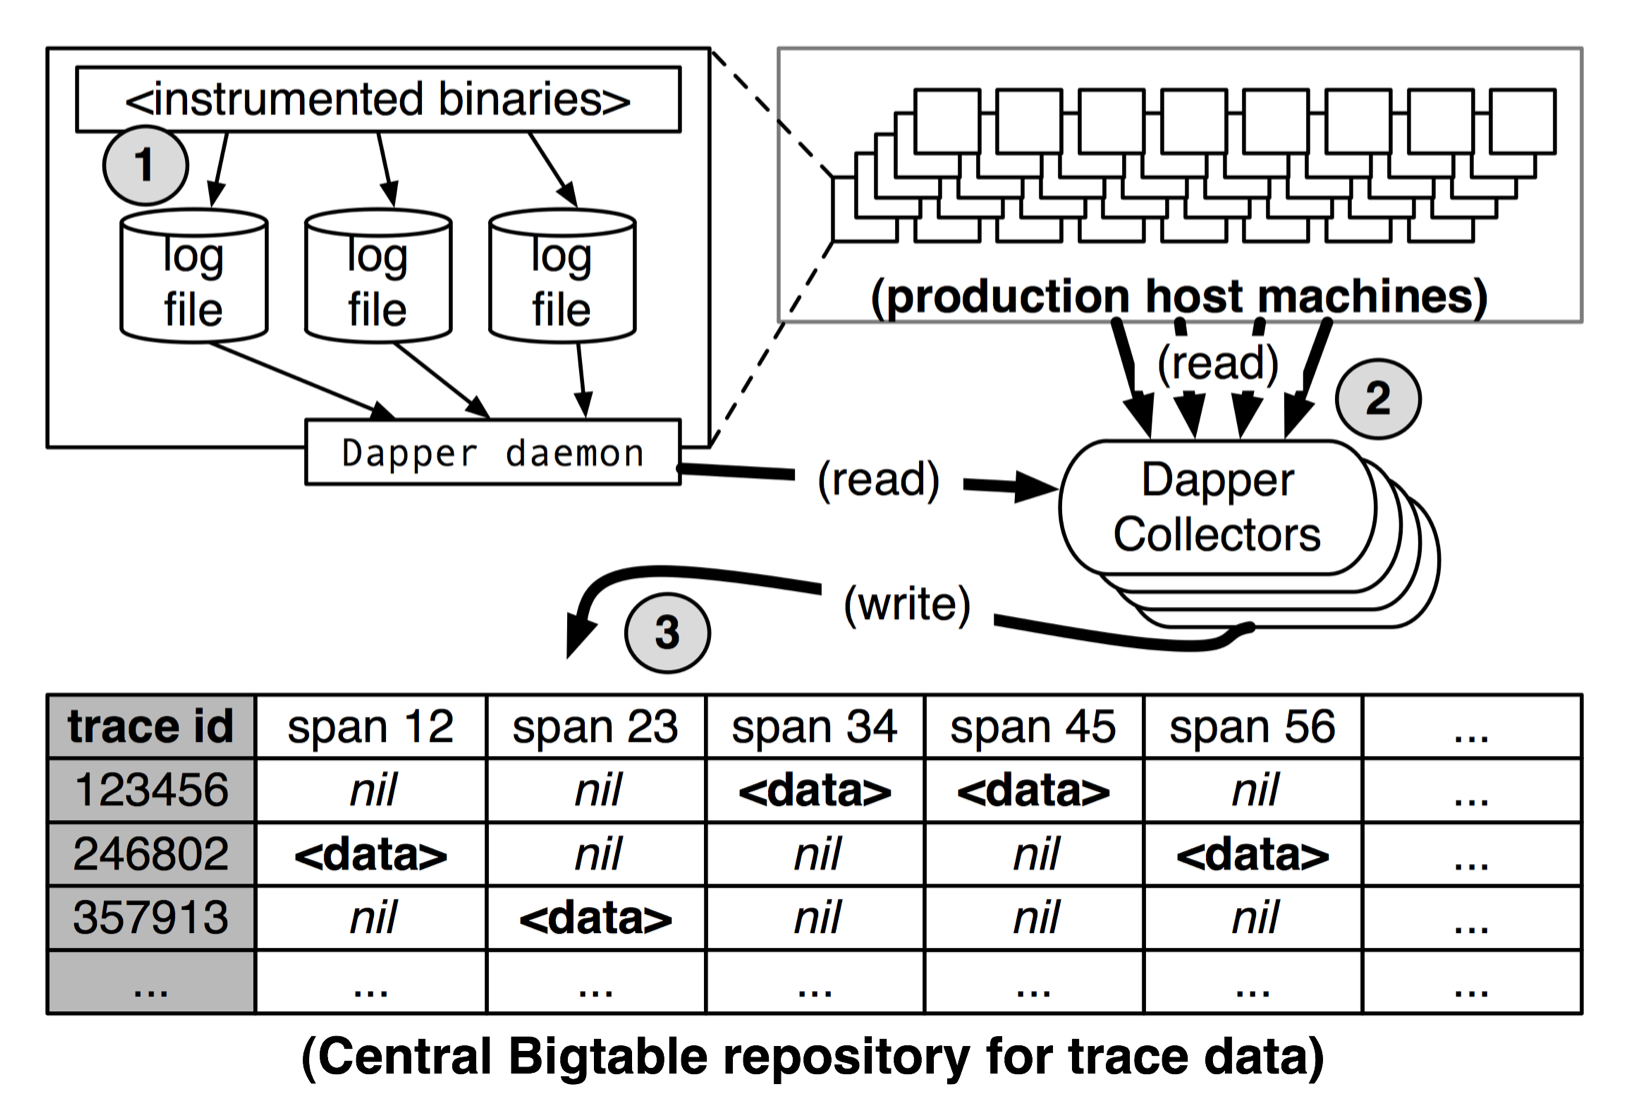 <instrumented binaries>
1
log
file
log
file
log
file
Dapper daemon
(production host machines)
(read)
2
(read)
Dapper
Collectors
(write)
3
trace id span 12 span 23 span 34 span 45 span 56 ...
123456 nil nil <data> <data> nil ...
246802 <data> nil nil nil <data> ...
357913 nil <data> nil nil nil ...
... ... ... ... ... ... ...
(Central Bigtable repository for trace data)